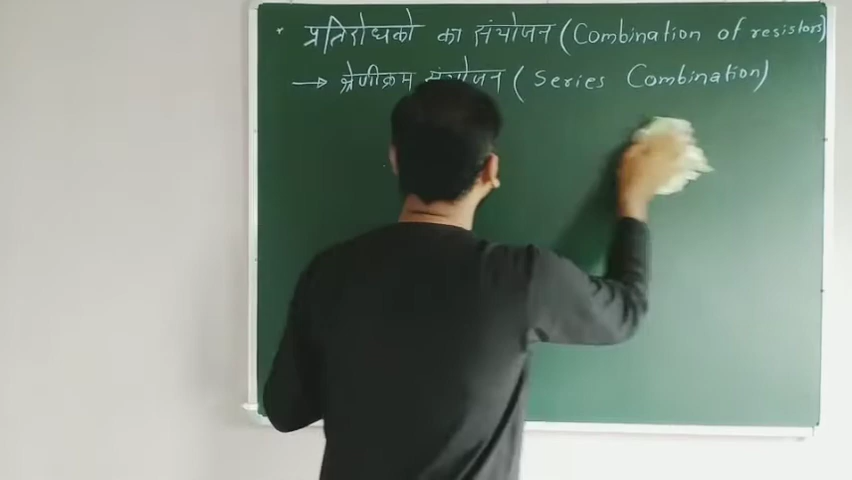 * प्रतिरोधको का संयोजन (Combination of resistors)
→ श्रेणीक्रम संयोजन (Series Combination)